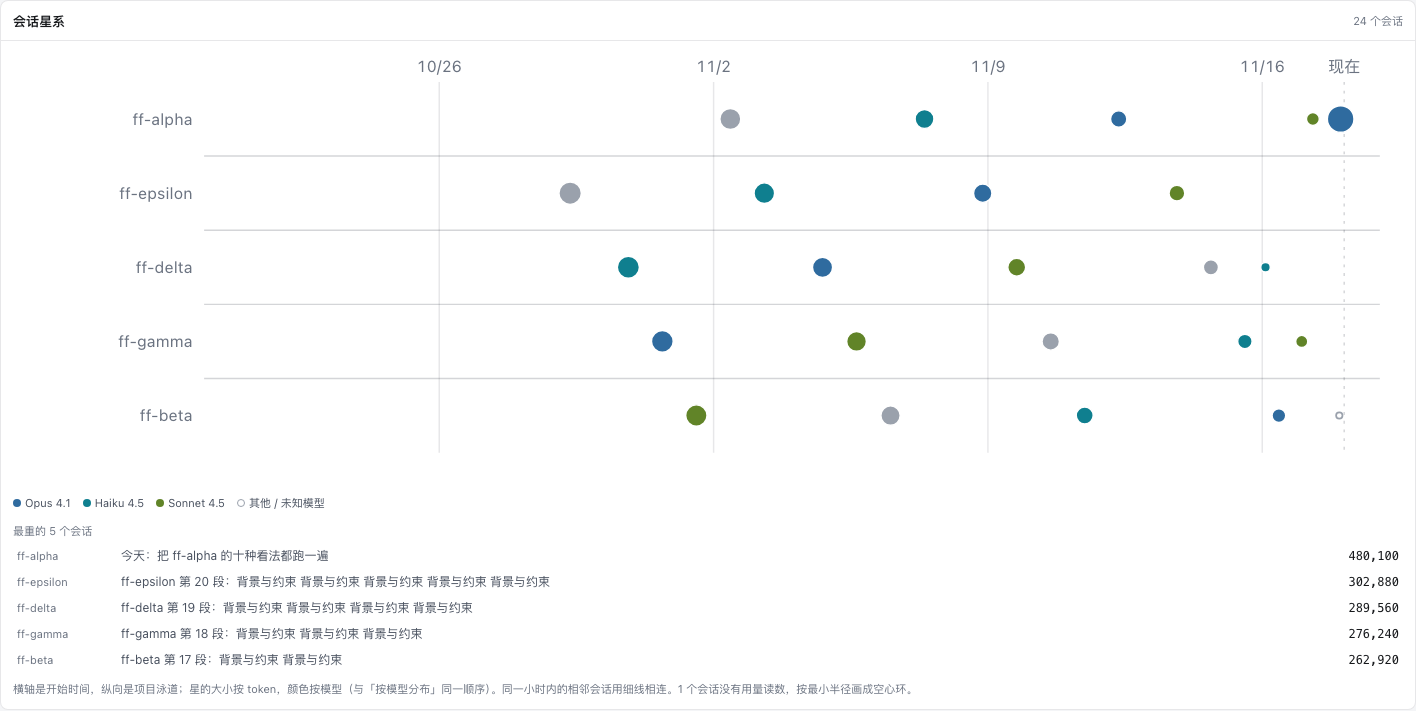 会话星系
24 个会话
10/26 11/2 11/9 11/16 现在
ff-alpha
ff-epsilon
ff-delta
ff-gamma
ff-beta
Opus 4.1 Haiku 4.5 Sonnet 4.5 其他 / 未知模型
最重的 5 个会话
ff-alpha 今天：把 ff-alpha 的十种看法都跑一遍 480,100
ff-epsilon ff-epsilon 第 20 段：背景与约束 背景与约束 背景与约束 背景与约束 背景与约束 302,880
ff-delta ff-delta 第 19 段：背景与约束 背景与约束 背景与约束 背景与约束 289,560
ff-gamma ff-gamma 第 18 段：背景与约束 背景与约束 背景与约束 276,240
ff-beta ff-beta 第 17 段：背景与约束 背景与约束 262,920
横轴是开始时间，纵向是项目泳道；星的大小按 token，颜色按模型（与「按模型分布」同一顺序）。同一小时内的相邻会话用细线相连。1 个会话没有用量读数，按最小半径画成空心环。